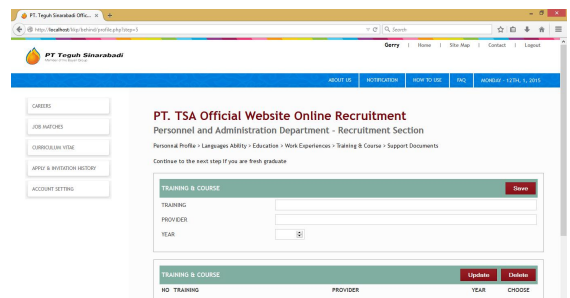 PT. Teguh Sinarabadi Offic... × +
http://localhost/hty/behind/profile.php?step=5
Search
Gerry | Home | Site Map | Contact | Logout
PT Teguh Sinarabadi
ABOUT US NOTIFICATION HOW TO USE FAQ MONDAY - 12TH, 1, 2015
CAREERS
JOB MATCHES
CURRICULUM VITAE
APPLY & INVITATION HISTORY
ACCOUNT SETTING
PT. TSA Official Website Online Recruitment
Personnel and Administration Department - Recruitment Section
Personnal Profile > Languages Ability > Education > Work Experiences > Training & Course > Support Documents
Continue to the next step if you are fresh graduate
TRAINING & COURSE Save
TRAINING
PROVIDER
YEAR
TRAINING & COURSE Update Delete
NO TRAINING PROVIDER YEAR CHOOSE